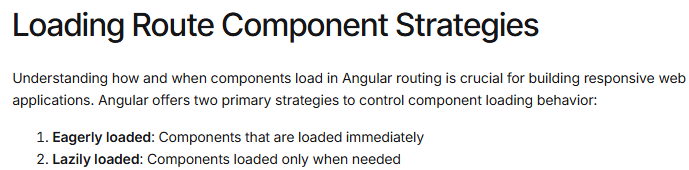 Loading Route Component Strategies
Understanding how and when components load in Angular routing is crucial for building responsive web
applications. Angular offers two primary strategies to control component loading behavior:
1. Eagerly loaded: Components that are loaded immediately
2. Lazily loaded: Components loaded only when needed